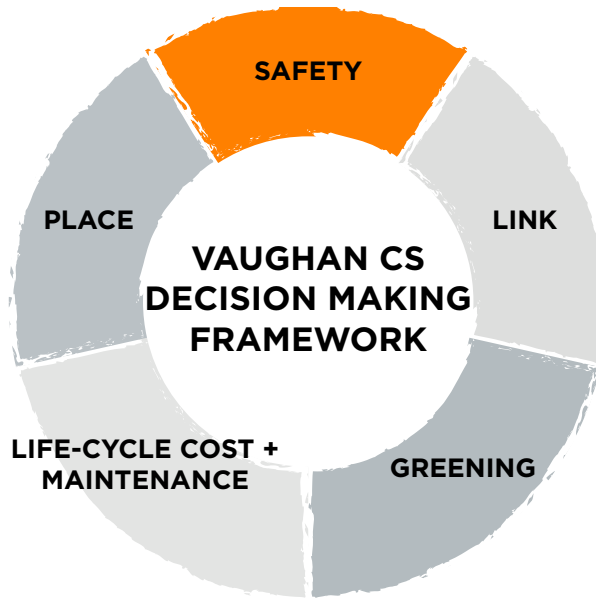 SAFETY
PLACE
LINK
VAUGHAN CS
DECISION MAKING
FRAMEWORK
LIFE-CYCLE COST +
MAINTENANCE
GREENING